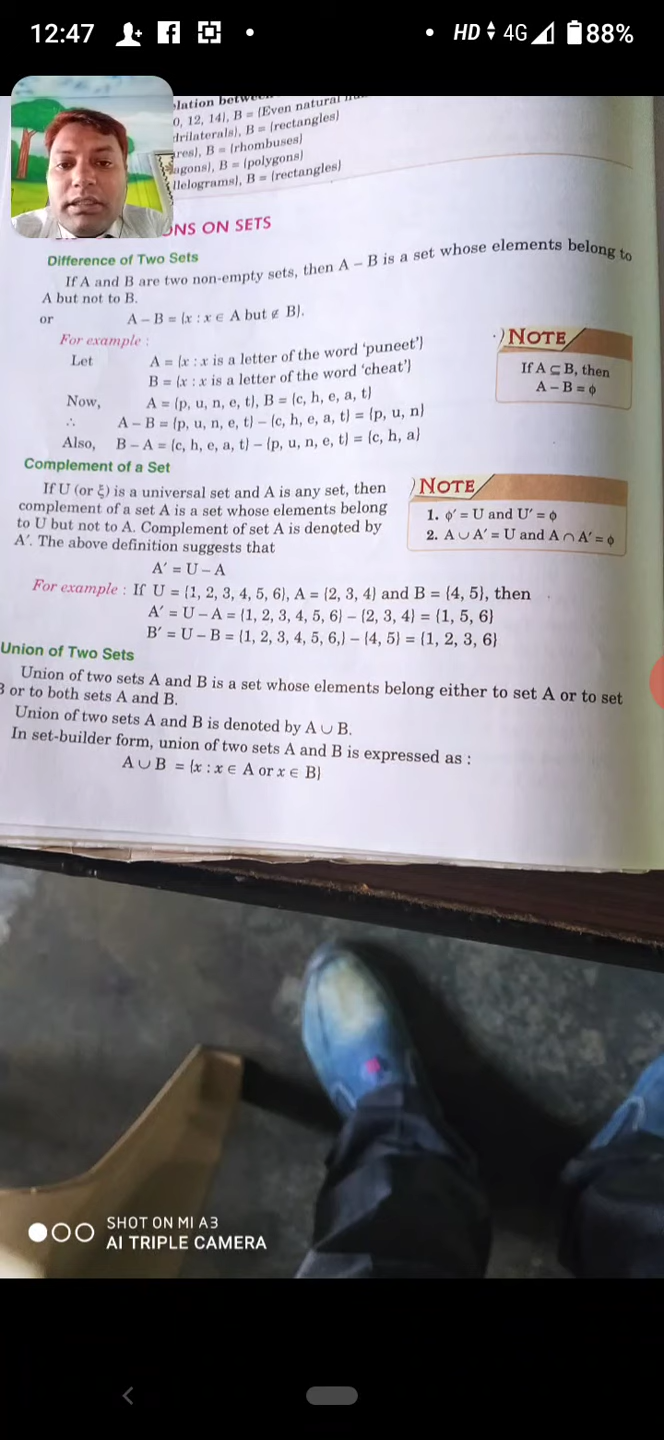 12:47
HD 4G 88%
0, 12, 14}, B = {Even natural
drilaterals}, B = {rectangles}
res}, B = {rhombuses}
agons}, B = {polygons}
llelograms}, B = {rectangles}
NS ON SETS
Difference of Two Sets
If A and B are two non-empty sets, then A – B is a set whose elements belong to
A but not to B.
or A – B = {x : x ∈ A but ∉ B}.
For example :
Let A = {x : x is a letter of the word ‘puneet’}
B = {x : x is a letter of the word ‘cheat’}
Now, A = {p, u, n, e, t}, B = {c, h, e, a, t}
∴ A – B = {p, u, n, e, t} – {c, h, e, a, t} = {p, u, n}
Also, B – A = {c, h, e, a, t} – {p, u, n, e, t} = {c, h, a}
NOTE
If A ⊆ B, then
A – B = ϕ
Complement of a Set
If U (or ξ) is a universal set and A is any set, then
complement of a set A is a set whose elements belong
to U but not to A. Complement of set A is denoted by
A′. The above definition suggests that
A′ = U – A
NOTE
1. ϕ′ = U and U′ = ϕ
2. A ∪ A′ = U and A ∩ A′ = ϕ
For example : If U = {1, 2, 3, 4, 5, 6}, A = {2, 3, 4} and B = {4, 5}, then
A′ = U – A = {1, 2, 3, 4, 5, 6} – {2, 3, 4} = {1, 5, 6}
B′ = U – B = {1, 2, 3, 4, 5, 6,} – {4, 5} = {1, 2, 3, 6}
Union of Two Sets
Union of two sets A and B is a set whose elements belong either to set A or to set
B or to both sets A and B.
Union of two sets A and B is denoted by A ∪ B.
In set-builder form, union of two sets A and B is expressed as :
A ∪ B = {x : x ∈ A or x ∈ B}
SHOT ON MI A3
AI TRIPLE CAMERA